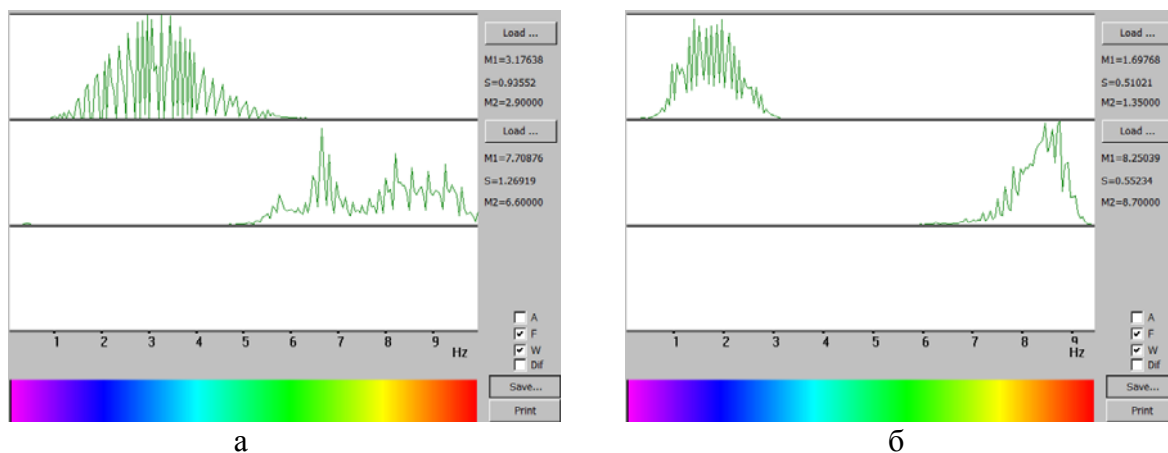 Load ...
M1=3.17638
S=0.93552
M2=2.90000
Load ...
M1=7.70876
S=1.26919
M2=6.60000
1 2 3 4 5 6 7 8 9
Hz
A
F
W
Dif
Save...
Print
а
Load ...
M1=1.69768
S=0.51021
M2=1.35000
Load ...
M1=8.25039
S=0.55234
M2=8.70000
1 2 3 4 5 6 7 8 9
Hz
A
F
W
Dif
Save...
Print
б